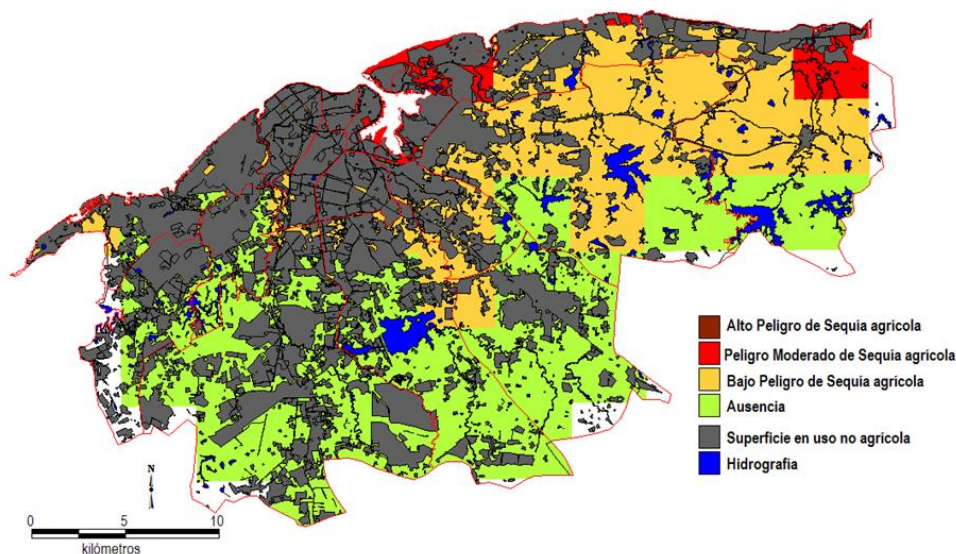 Alto Peligro de Sequía agrícola
Peligro Moderado de Sequía agrícola
Bajo Peligro de Sequía agrícola
Ausencia
Superficie en uso no agrícola
Hidrografia
N
0 5 10
kilómetros